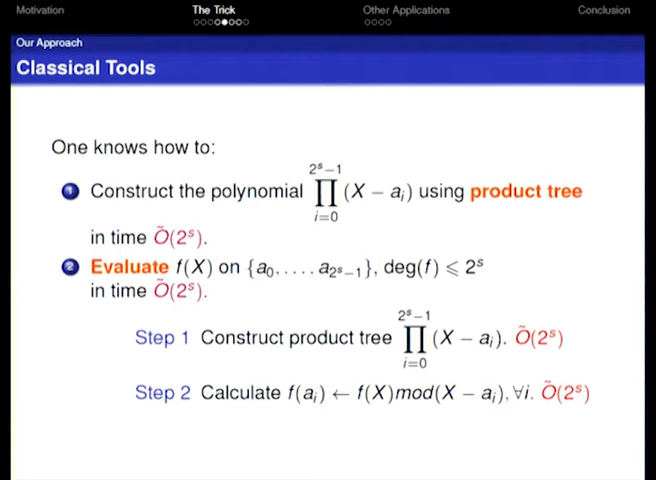 Motivation The Trick Other Applications Conclusion
Our Approach
Classical Tools
One knows how to:
1 Construct the polynomial ∏_{i=0}^{2^s−1} (X − a_i) using product tree
in time Õ(2^s).
2 Evaluate f(X) on {a_0, . . . , a_{2^s−1}}, deg(f) ⩽ 2^s
in time Õ(2^s).
Step 1 Construct product tree ∏_{i=0}^{2^s−1} (X − a_i). Õ(2^s)
Step 2 Calculate f(a_i) ← f(X)mod(X − a_i), ∀i. Õ(2^s)